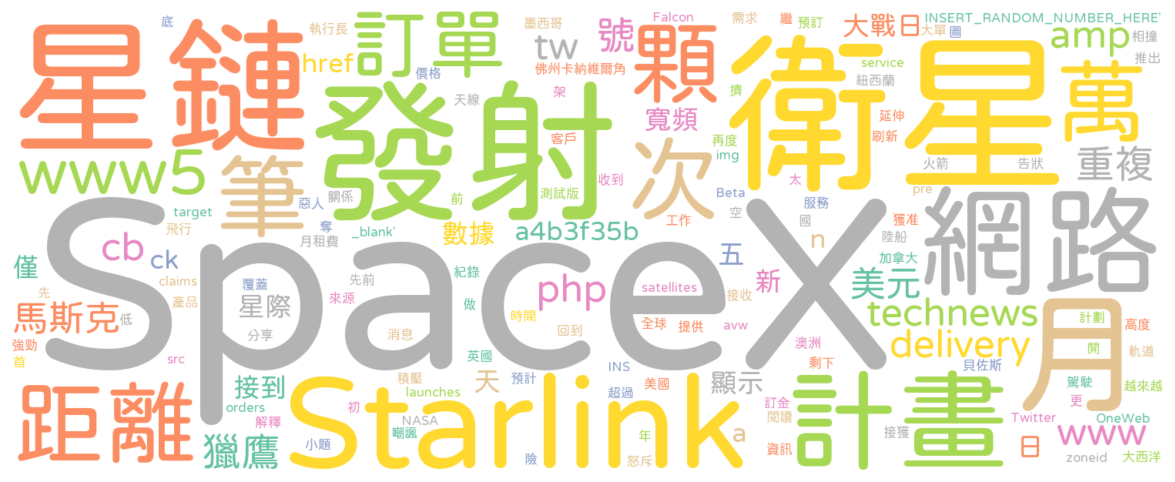 底 執行長 墨西哥 Falcon 需求 繼 預訂 大戰日 大單 INSERT_RANDOM_NUMBER_HERE'
星鏈 href 訂單 價格 tw 號 佛州卡納維爾角 顆 service 圖 amp 相撞 推出
發射 天線 架 客戶 寬頻 擠 衛星 紐西蘭 延伸 刷新 萬
www5 筆 關係 前 測試版 收到 次 再度 img 太 火箭 告狀 重複
target 飛行 惡人 奪 月租費 _blank' 數據 a4b3f35b 工作 Beta 空 服務 國 pre 獲准 陸船
SpaceX 網路
cb ck 僅 claims 覆蓋 先前 紀錄 五 n 加拿大
先 產品 星際 來源 做 php satellites 接收 新 美元
馬斯克 低 分享 消息 時間 回到 全球 提供 avw technews 計劃 高度
強勁 首 src 英國 澳洲 delivery 開 軌道 月
距離 接到 積壓 天 預計 INS 美國 剩下 顯示 貝佐斯 駕駛 越來越
orders 初 launches 超過 訂金 更
Starlink 計畫
解釋 NASA 嘲諷 閱讀 a 接獲 Twitter OneWeb
獵鷹 小題 險 年 怒斥 資訊 日 www zoneid 大西洋